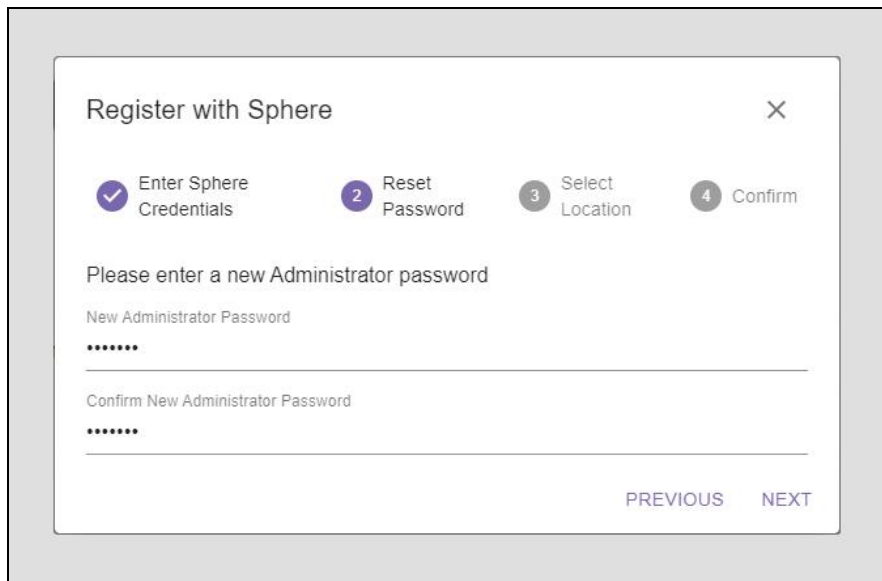 Register with Sphere
Enter Sphere
Credentials
2
Reset
Password
3
Select
Location
4
Confirm
Please enter a new Administrator password
New Administrator Password
•••••••
Confirm New Administrator Password
•••••••
PREVIOUS NEXT